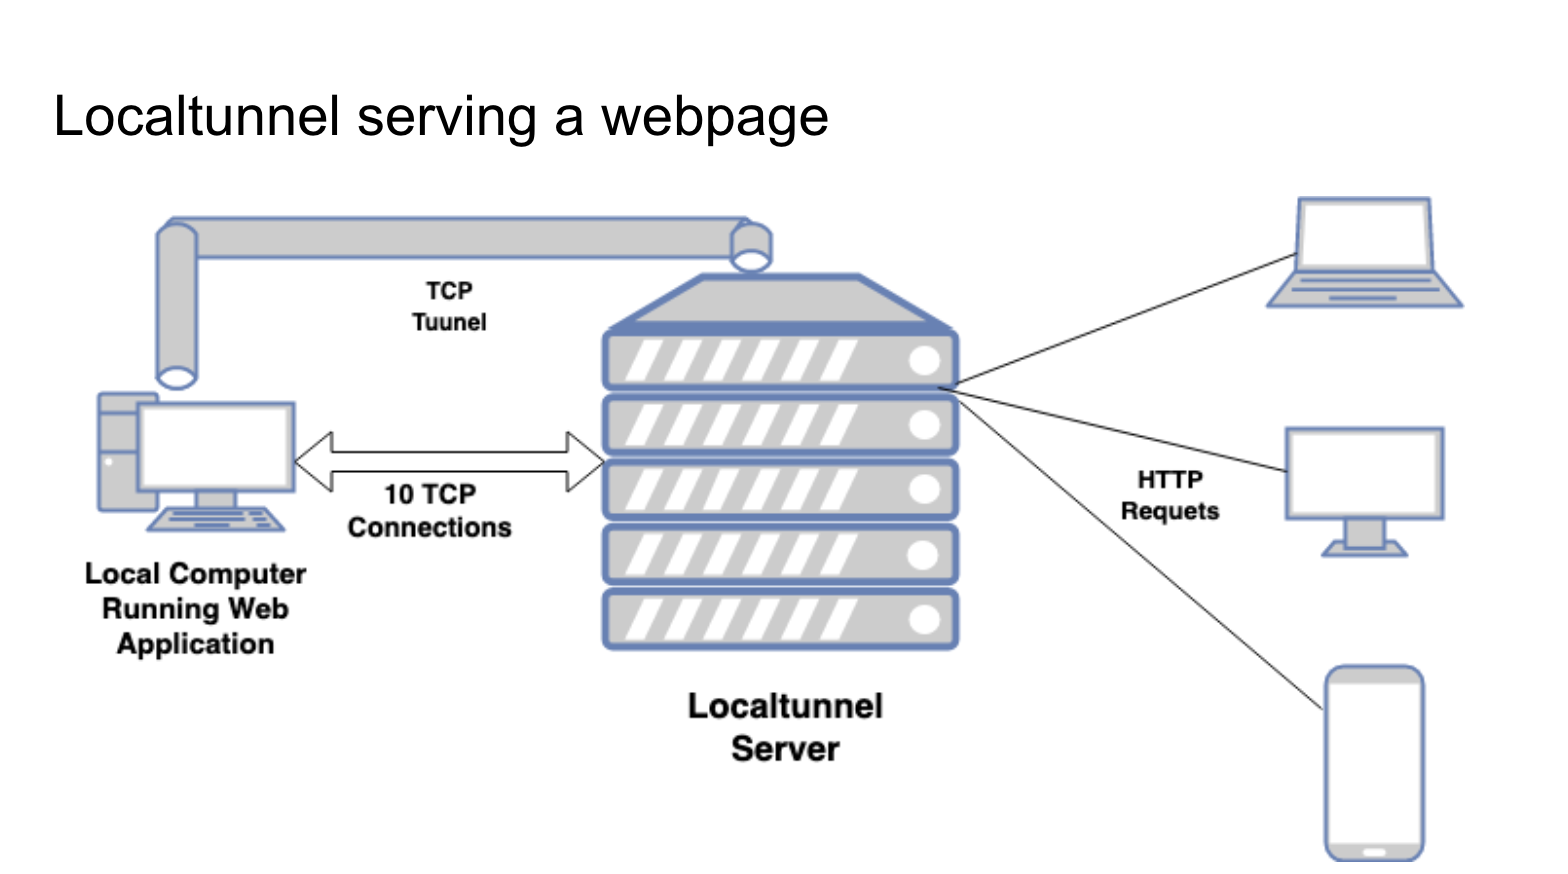 Localtunnel serving a webpage
TCP
Tuunel
10 TCP
Connections
Local Computer
Running Web
Application
Localtunnel
Server
HTTP
Requets